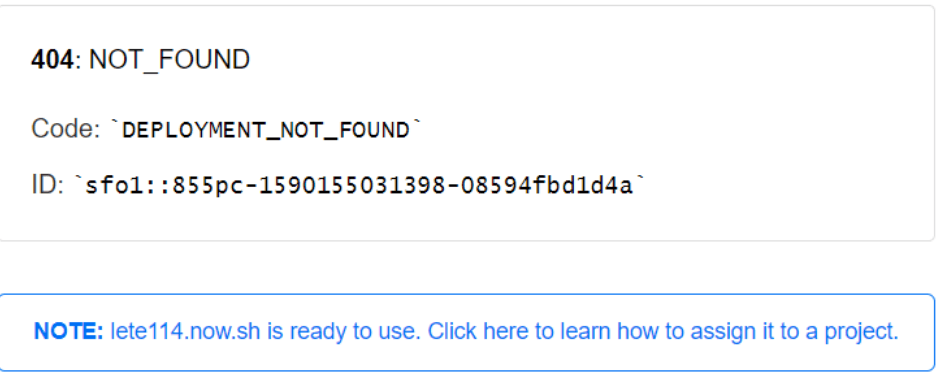 404: NOT_FOUND
Code: `DEPLOYMENT_NOT_FOUND`
ID: `sfo1::855pc-1590155031398-08594fbd1d4a`
NOTE: lete114.now.sh is ready to use. Click here to learn how to assign it to a project.